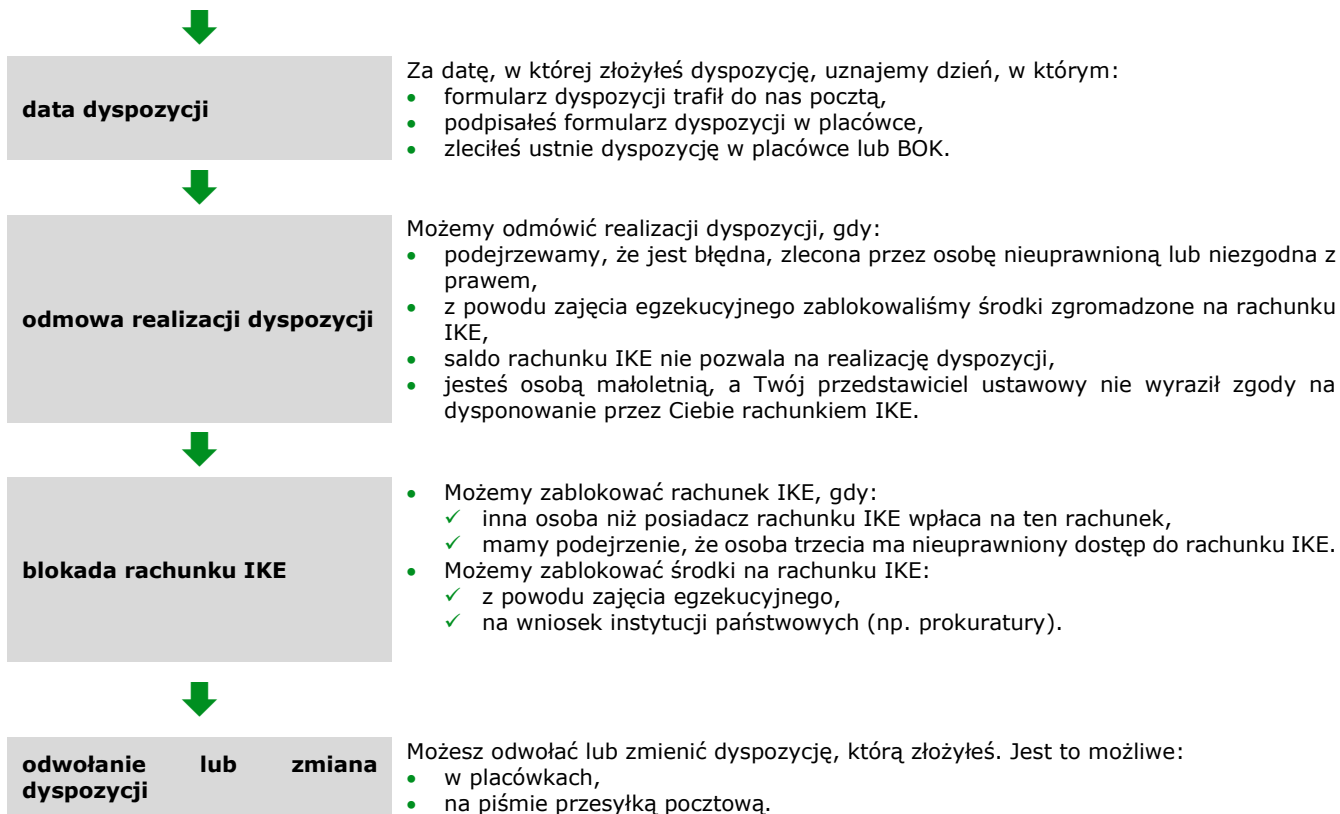 data dyspozycji
Za datę, w której złożyłeś dyspozycję, uznajemy dzień, w którym:
• formularz dyspozycji trafił do nas pocztą,
• podpisałeś formularz dyspozycji w placówce,
• zleciłeś ustnie dyspozycję w placówce lub BOK.
odmowa realizacji dyspozycji
Możemy odmówić realizacji dyspozycji, gdy:
• podejrzewamy, że jest błędna, zlecona przez osobę nieuprawnioną lub niezgodna z
prawem,
• z powodu zajęcia egzekucyjnego zablokowaliśmy środki zgromadzone na rachunku
IKE,
• saldo rachunku IKE nie pozwala na realizację dyspozycji,
• jesteś osobą małoletnią, a Twój przedstawiciel ustawowy nie wyraził zgody na
dysponowanie przez Ciebie rachunkiem IKE.
blokada rachunku IKE
• Możemy zablokować rachunek IKE, gdy:
✓ inna osoba niż posiadacz rachunku IKE wpłaca na ten rachunek,
✓ mamy podejrzenie, że osoba trzecia ma nieuprawniony dostęp do rachunku IKE.
• Możemy zablokować środki na rachunku IKE:
✓ z powodu zajęcia egzekucyjnego,
✓ na wniosek instytucji państwowych (np. prokuratury).
odwołanie lub zmiana
dyspozycji
Możesz odwołać lub zmienić dyspozycję, którą złożyłeś. Jest to możliwe:
• w placówkach,
• na piśmie przesyłką pocztową.